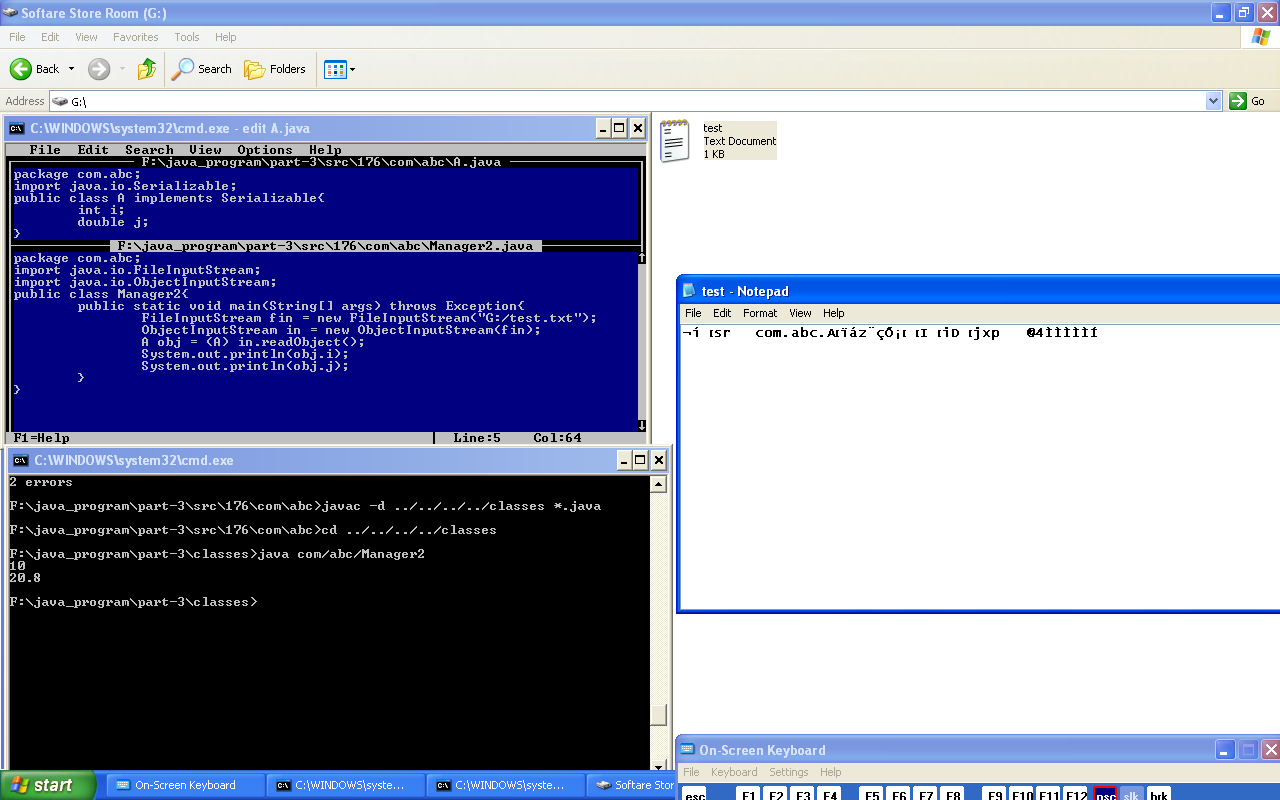 Softare Store Room (G:)
File Edit View Favorites Tools Help
Back Search Folders
Address G:\ Go
C:\WINDOWS\system32\cmd.exe - edit A.java
File Edit Search View Options Help
F:\java_program\part-3\src\176\com\abc\A.java
package com.abc;
import java.io.Serializable;
public class A implements Serializable{
int i;
double j;
}
F:\java_program\part-3\src\176\com\abc\Manager2.java
package com.abc;
import java.io.FileInputStream;
import java.io.ObjectInputStream;
public class Manager2{
public static void main(String[] args) throws Exception{
FileInputStream fin = new FileInputStream("G:/test.txt");
ObjectInputStream in = new ObjectInputStream(fin);
A obj = (A) in.readObject();
System.out.println(obj.i);
System.out.println(obj.j);
}
}
F1=Help Line:5 Col:64
C:\WINDOWS\system32\cmd.exe
2 errors
F:\java_program\part-3\src\176\com\abc>javac -d ../../../../classes *.java
F:\java_program\part-3\src\176\com\abc>cd ../../../../classes
F:\java_program\part-3\classes>java com/abc/Manager2
10
20.8
F:\java_program\part-3\classes>
test
Text Document
1 KB
test - Notepad
File Edit Format View Help
On-Screen Keyboard
File Keyboard Settings Help
esc F1 F2 F3 F4 F5 F6 F7 F8 F9 F10 F11 F12 psc slk brk
start On-Screen Keyboard C:\WINDOWS\syste... C:\WINDOWS\syste... Softare Stor